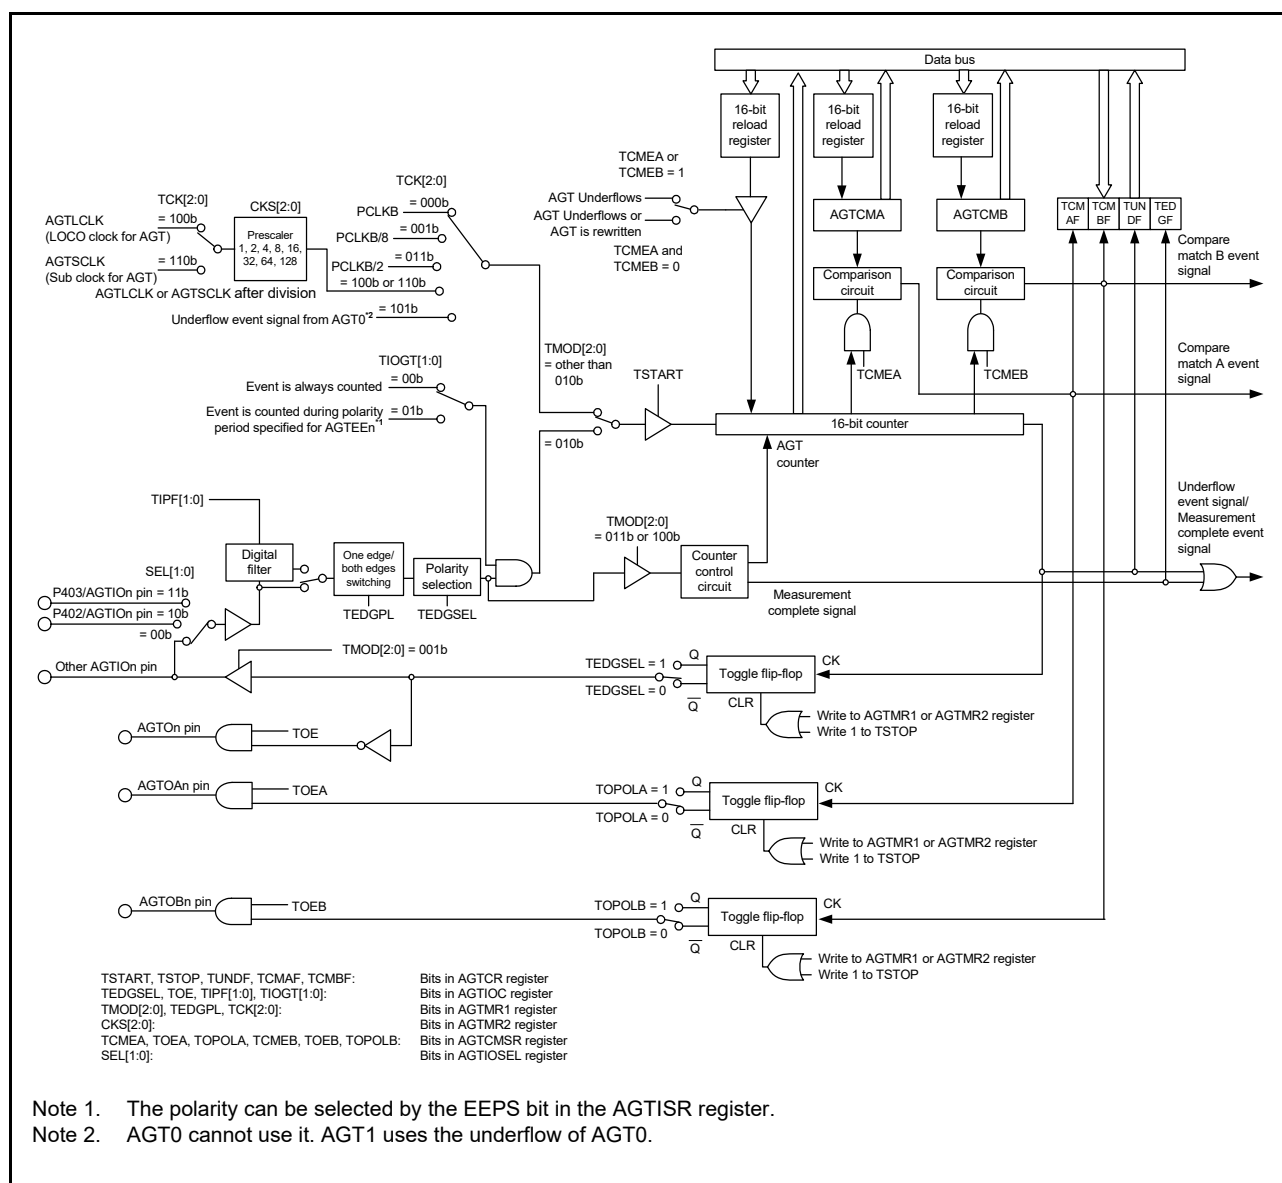 Data bus
16-bit
reload
register
16-bit
reload
register
16-bit
reload
register
TCMEA or
TCMEB = 1
AGT Underflows
AGT Underflows or
AGT is rewritten
TCMEA and
TCMEB = 0
AGTCMA
AGTCMB
TCM
AF
TCM
BF
TUN
DF
TED
GF
Comparison
circuit
Comparison
circuit
TCMEA
TCMEB
Compare
match B event
signal
Compare
match A event
signal
TCK[2:0]
AGTLCLK
(LOCO clock for AGT)
= 100b
AGTSCLK
(Sub clock for AGT)
= 110b
CKS[2:0]
Prescaler
1, 2, 4, 8, 16,
32, 64, 128
AGTLCLK or AGTSCLK after division
TCK[2:0]
PCLKB = 000b
PCLKB/8 = 001b
PCLKB/2 = 011b
= 100b or 110b
Underflow event signal from AGT0*2 = 101b
TIOGT[1:0]
Event is always counted = 00b
Event is counted during polarity
period specified for AGTEEn*1 = 01b
TMOD[2:0]
= other than
010b
= 010b
TSTART
16-bit counter
AGT
counter
TIPF[1:0]
Digital
filter
One edge/
both edges
switching
TEDGPL
Polarity
selection
TEDGSEL
TMOD[2:0]
= 011b or 100b
Counter
control
circuit
Measurement
complete signal
Underflow
event signal/
Measurement
complete event
signal
SEL[1:0]
P403/AGTIOn pin = 11b
P402/AGTIOn pin = 10b
= 00b
Other AGTIOn pin
TMOD[2:0] = 001b
TEDGSEL = 1
TEDGSEL = 0
Q
Q
Toggle flip-flop
CK
CLR
Write to AGTMR1 or AGTMR2 register
Write 1 to TSTOP
AGTOn pin
TOE
AGTOAn pin
TOEA
TOPOLA = 1
TOPOLA = 0
Q
Q
Toggle flip-flop
CK
CLR
Write to AGTMR1 or AGTMR2 register
Write 1 to TSTOP
AGTOBn pin
TOEB
TOPOLB = 1
TOPOLB = 0
Q
Q
Toggle flip-flop
CK
CLR
Write to AGTMR1 or AGTMR2 register
Write 1 to TSTOP
TSTART, TSTOP, TUNDF, TCMAF, TCMBF: Bits in AGTCR register
TEDGSEL, TOE, TIPF[1:0], TIOGT[1:0]: Bits in AGTIOC register
TMOD[2:0], TEDGPL, TCK[2:0]: Bits in AGTMR1 register
CKS[2:0]: Bits in AGTMR2 register
TCMEA, TOEA, TOPOLA, TCMEB, TOEB, TOPOLB: Bits in AGTCMSR register
SEL[1:0]: Bits in AGTIOSEL register
Note 1. The polarity can be selected by the EEPS bit in the AGTISR register.
Note 2. AGT0 cannot use it. AGT1 uses the underflow of AGT0.